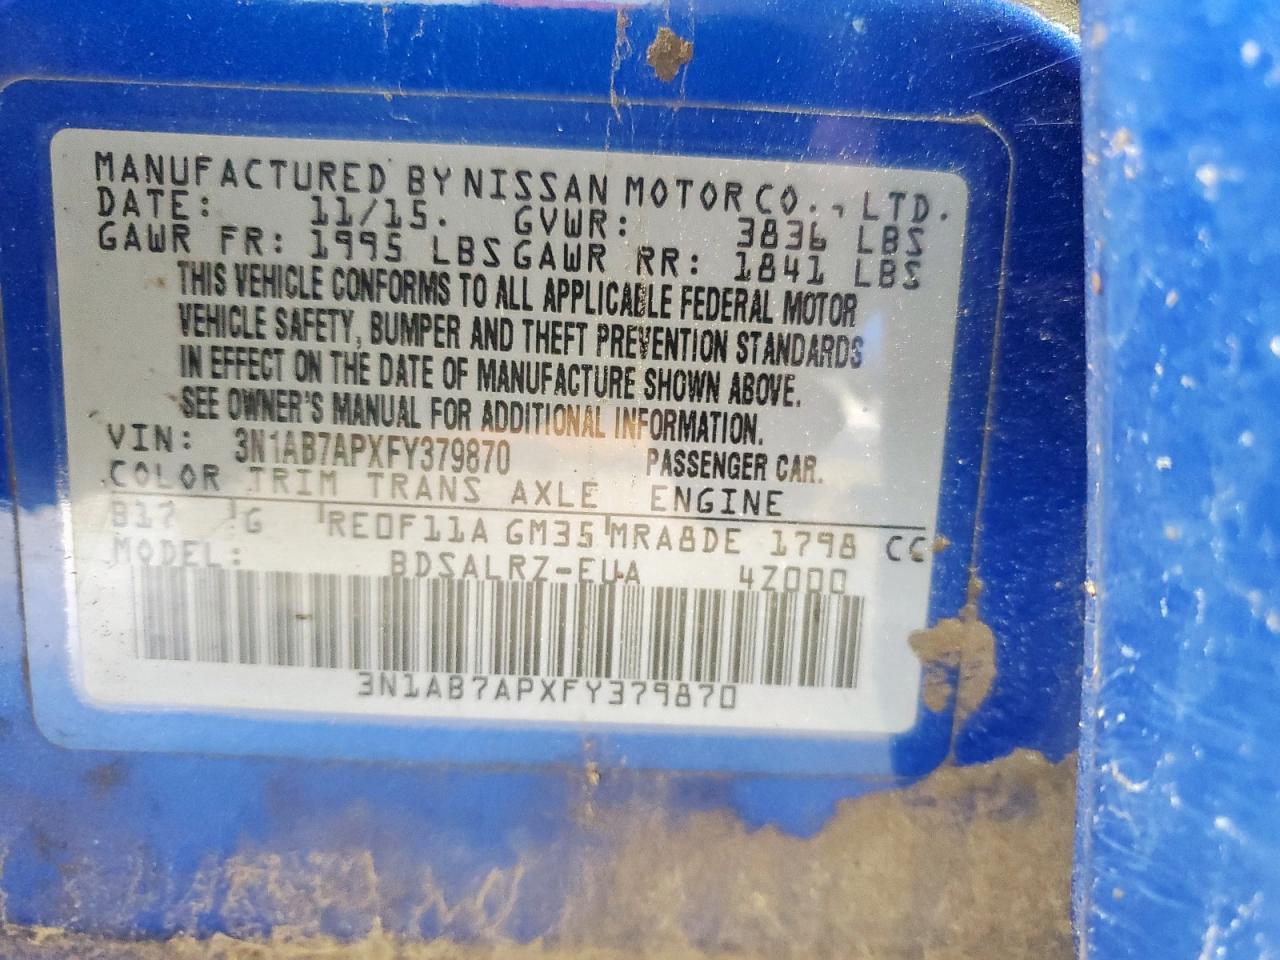 MANUFACTURED BY NISSAN MOTOR CO., LTD.
DATE: 11/15. GVWR: 3836 LBS
GAWR FR: 1995 LBS GAWR RR: 1841 LBS
THIS VEHICLE CONFORMS TO ALL APPLICABLE FEDERAL MOTOR
VEHICLE SAFETY, BUMPER AND THEFT PREVENTION STANDARDS
IN EFFECT ON THE DATE OF MANUFACTURE SHOWN ABOVE.
SEE OWNER'S MANUAL FOR ADDITIONAL INFORMATION.
VIN: 3N1AB7APXFY379870 PASSENGER CAR.
COLOR TRIM TRANS AXLE ENGINE
B17 G RE0F11A GM35 MRA8DE 1798 CC
MODEL: BDSALRZ-EUA 4Z000
3N1AB7APXFY379870